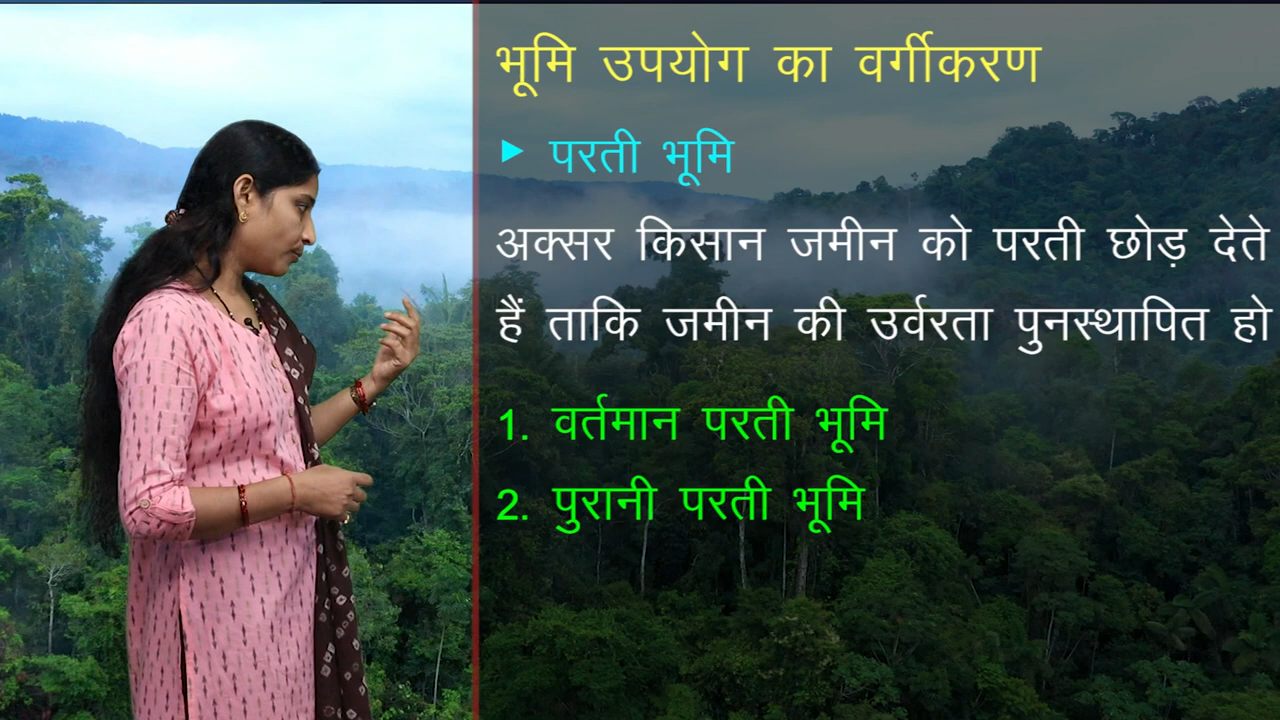 भूमि उपयोग का वर्गीकरण
परती भूमि
अक्सर किसान जमीन को परती छोड़ देते
हैं ताकि जमीन की उर्वरता पुनस्थापित हो
1. वर्तमान परती भूमि
2. पुरानी परती भूमि